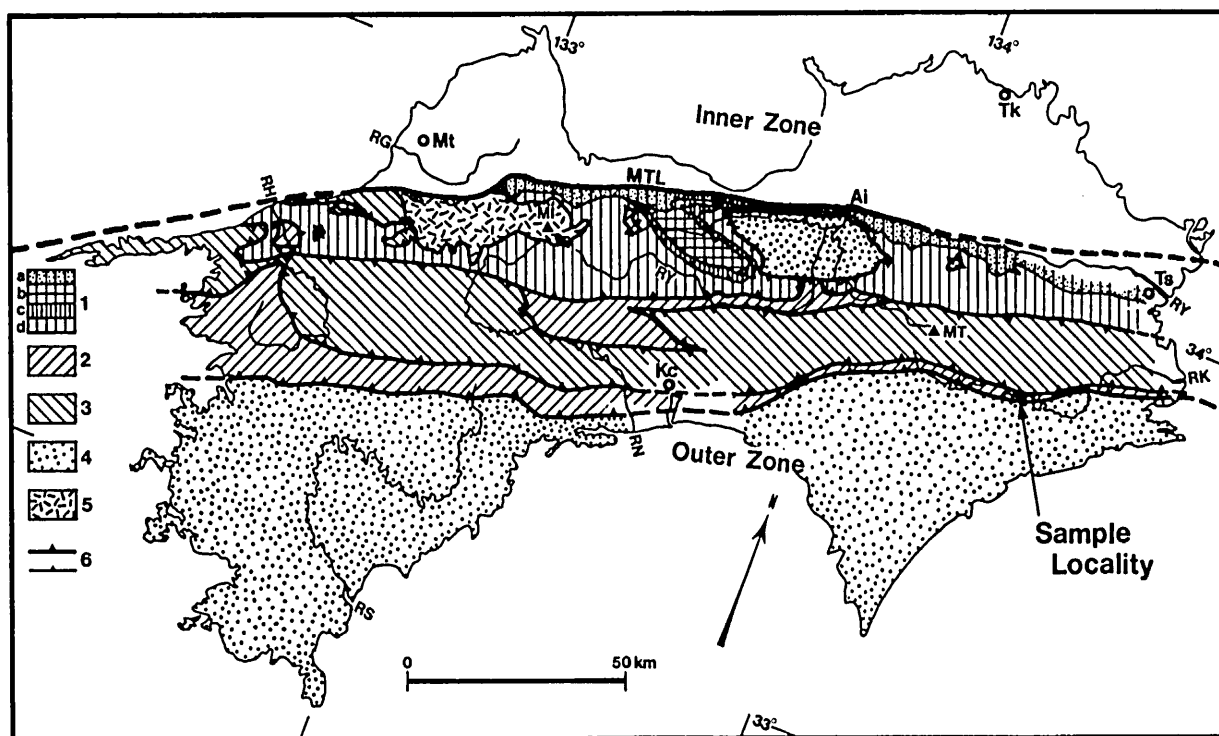 133°
134°
Tk
Inner Zone
RG
Mt
MTL
RH
Ai
Mi
a
b
c
d
1
RY
Ts
RY
MT
34°
2
Kc
RK
3
RN
Outer Zone
4
5
Sample
Locality
6
RS
0
50 km
33°